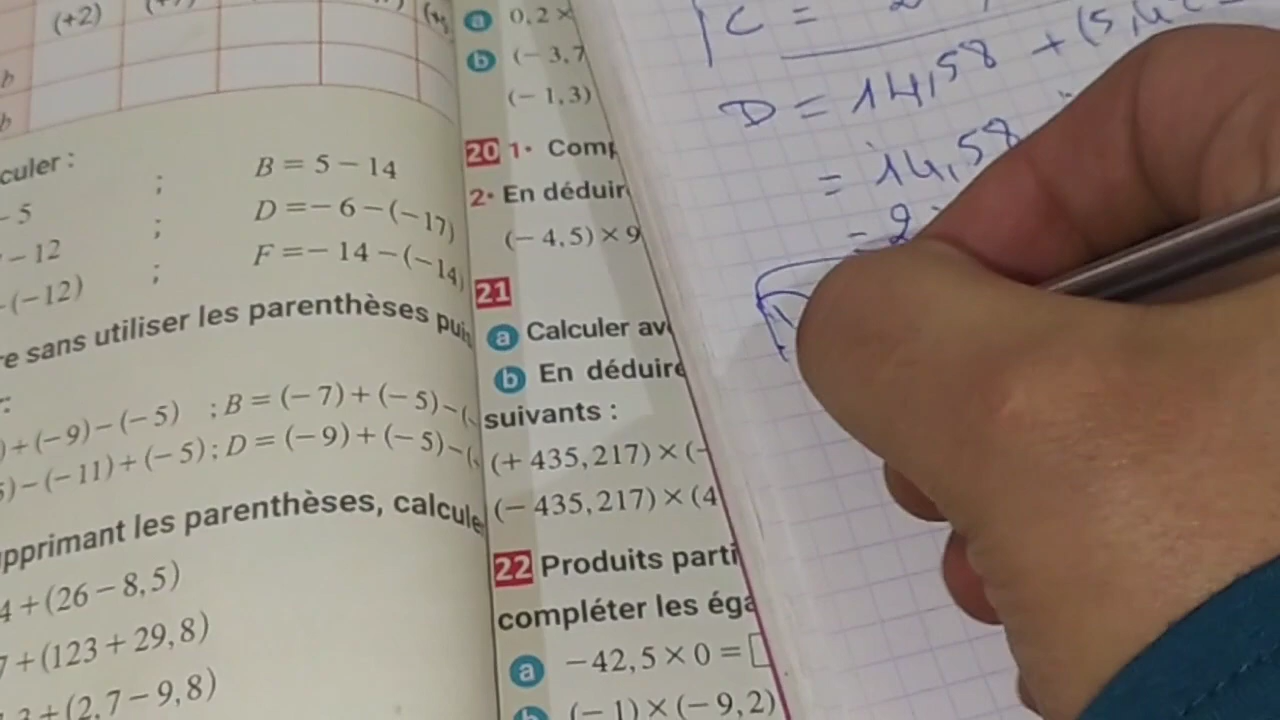 (+2)
b
b
culer :
B = 5 − 14
− 5 ;
D = − 6 − (− 17)
− 12 ;
F = − 14 − (− 14)
−(−12) ;
e sans utiliser les parenthèses puis
:
)+(−9)−(−5) ; B = (−7)+(−5)−(
5)−(−11)+(−5); D = (−9)+(−5)−(
pprimant les parenthèses, calcule
4+(26−8,5)
7+(123+29,8)
+(2,7−9,8)
a 0,2 ×
b (− 3,7
(− 1,3)
20 1• Comp
2• En déduire
(− 4,5) × 9
21
a Calculer av
b En déduire
suivants :
(+ 435,217) × (−
(− 435,217) × (4
22 Produits parti
compléter les éga
a −42,5 × 0 =
b (−1) × (−9,2)
C =
D = 14,58 + (5,4
= 14,58